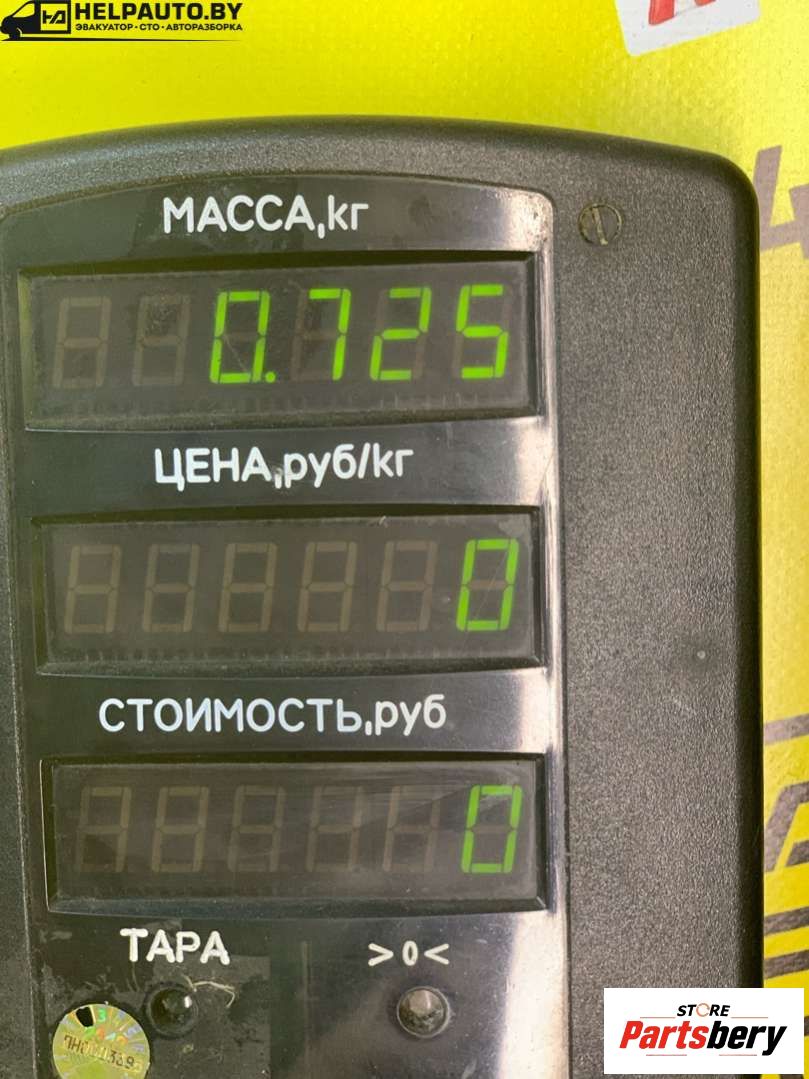 HELPAUTO.BY
ЭВАКУАТОР•СТО•АВТОРАЗБОРКА
МАССА,кг
0.725
ЦЕНА,руб/кг
0
СТОИМОСТЬ,руб
0
ТАРА >0<
STORE
Partsbery